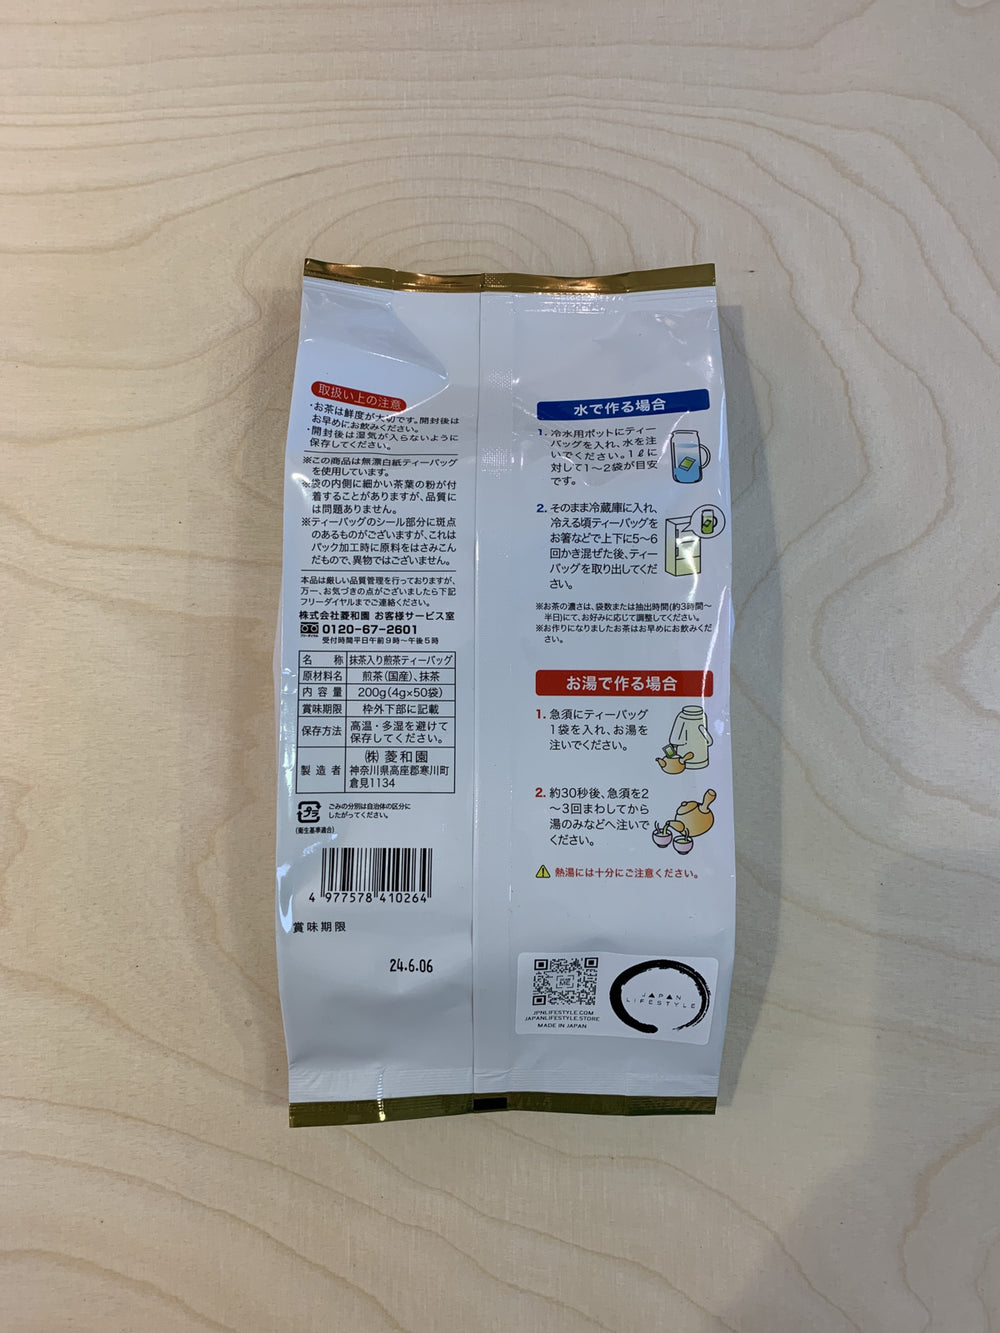 取扱い上の注意
・お茶は鮮度が大切です。開封後は
お早めにお飲みください。
・開封後は湿気が入らないように
保存してください。
※この商品は無漂白紙ティーバッグ
を使用しています。
※袋の内側に細かい茶葉の粉が付
着することがありますが、品質に
は問題ありません。
※ティーバッグのシール部分に斑点
のあるものがございますが、これは
パック加工時に原料をはさみこん
だもので、異物ではございません。
本品は厳しい品質管理を行っておりますが、
万一、お気づきの点がございましたら下記
フリーダイヤルまでご連絡ください。
株式会社菱和園 お客様サービス室
フリーダイヤル 0120-67-2601
受付時間平日午前9時〜午後5時
名称 抹茶入り煎茶ティーバッグ
原材料名 煎茶(国産)、抹茶
内容量 200g(4g×50袋)
賞味期限 枠外下部に記載
保存方法 高温・多湿を避けて
保存してください。
製造者 ㈱菱和園
神奈川県高座郡寒川町
倉見1134
プラ
ごみの分別は自治体の区分に
したがってください。
(衛生基準適合)
4 977578 410264
賞味期限
24.6.06
水で作る場合
1. 冷水用ポットにティー
バッグを入れ、水を注
いでください。1ℓに
対して1〜2袋が目安
です。
2. そのまま冷蔵庫に入れ、
冷える頃ティーバッグを
お箸などで上下に5〜6
回かき混ぜた後、ティー
バッグを取り出してくだ
さい。
※お茶の濃さは、袋数または抽出時間(約3時間〜
半日)にて、お好みに応じて調整してください。
※お作りになりましたお茶はお早めにお飲みくだ
さい。
お湯で作る場合
1. 急須にティーバッグ
1袋を入れ、お湯を
注いでください。
2. 約30秒後、急須を2
〜3回まわしてから
湯のみなどへ注いで
ください。
熱湯には十分にご注意ください。
JPNLIFESTYLE.COM
JAPANLIFESTYLE.STORE
MADE IN JAPAN
JAPAN
LIFESTYLE